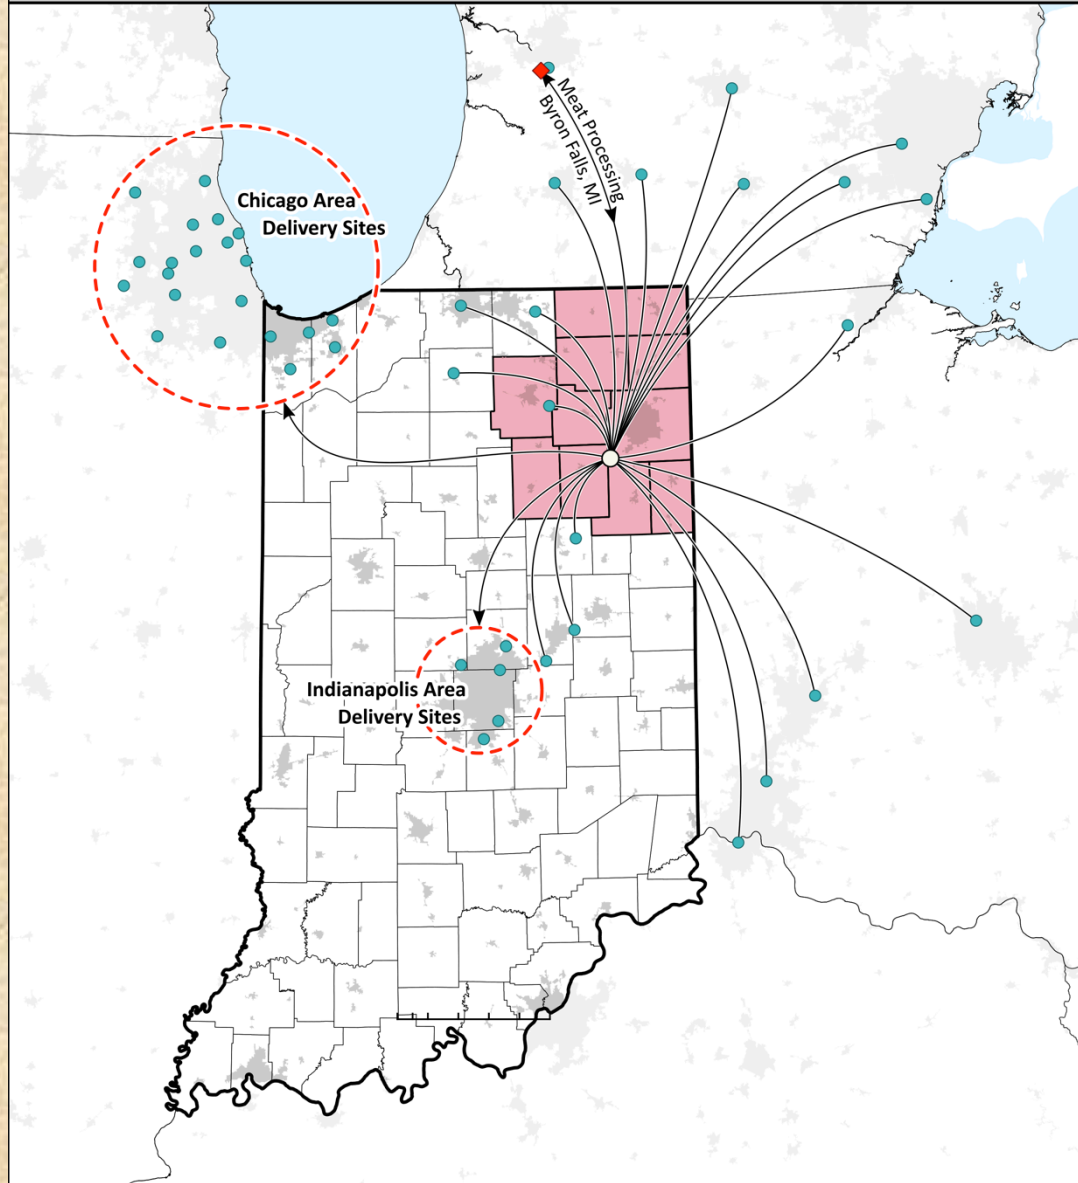 Meat Processing
Byron Falls, MI
Chicago Area
Delivery Sites
Indianapolis Area
Delivery Sites